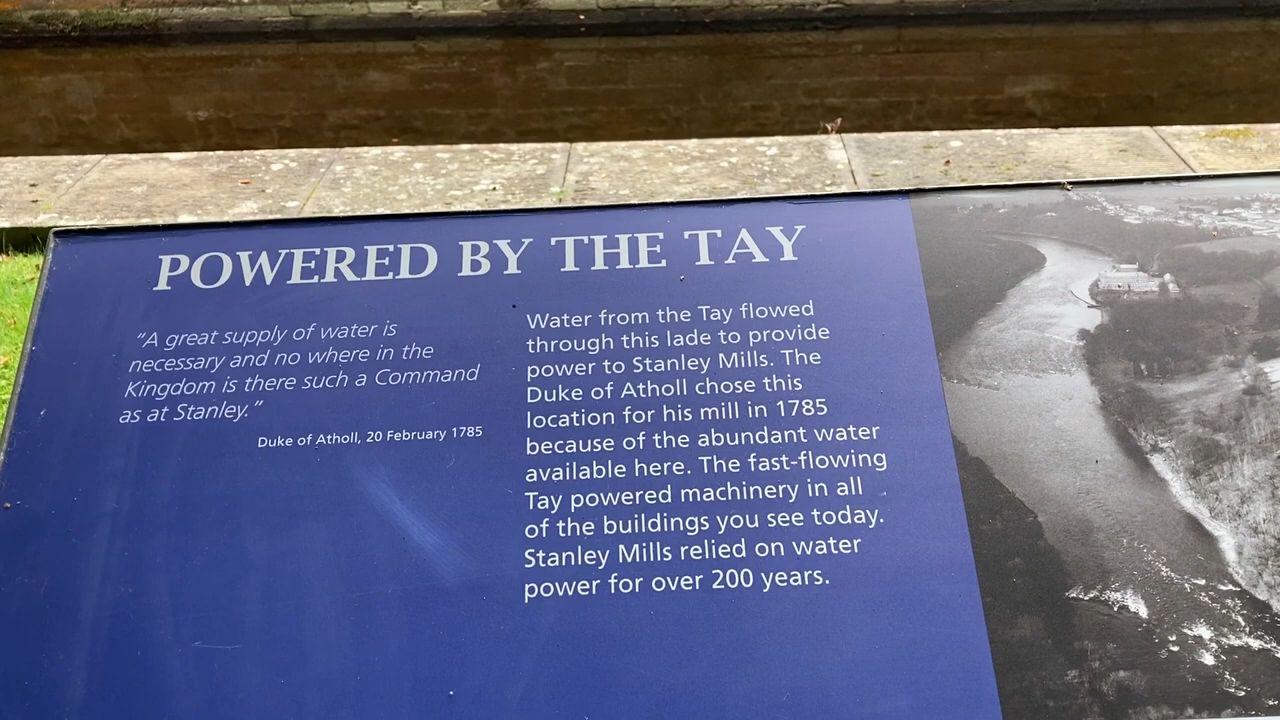 POWERED BY THE TAY
“A great supply of water is
necessary and no where in the
Kingdom is there such a Command
as at Stanley.”
Duke of Atholl, 20 February 1785
Water from the Tay flowed
through this lade to provide
power to Stanley Mills. The
Duke of Atholl chose this
location for his mill in 1785
because of the abundant water
available here. The fast-flowing
Tay powered machinery in all
of the buildings you see today.
Stanley Mills relied on water
power for over 200 years.